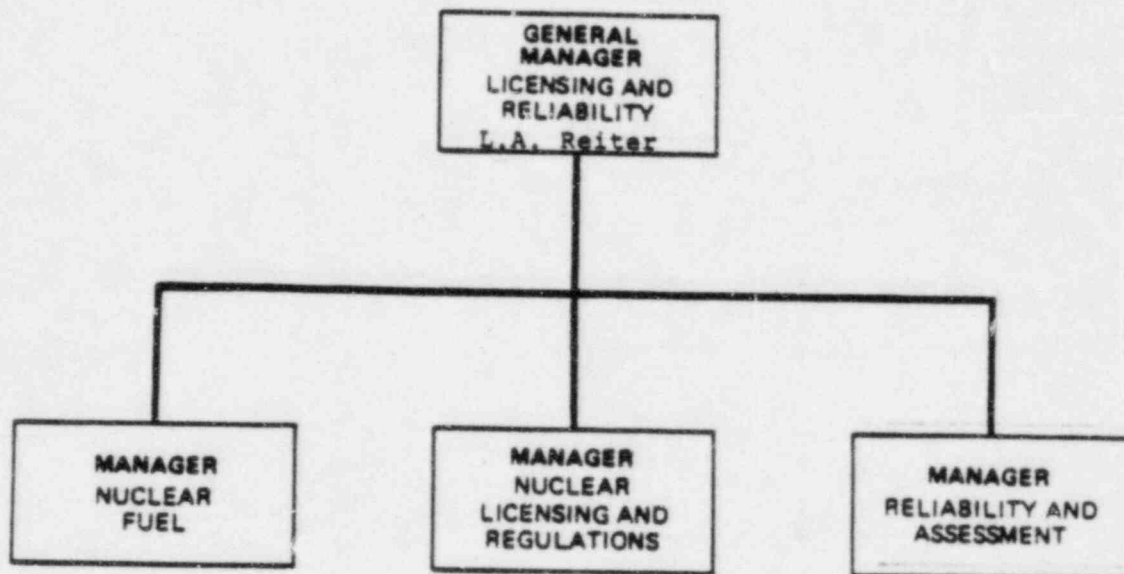 GENERAL
MANAGER
LICENSING AND
RELIABILITY
L.A. Reiter
MANAGER
NUCLEAR
FUEL
MANAGER
NUCLEAR
LICENSING AND
REGULATIONS
MANAGER
RELIABILITY AND
ASSESSMENT